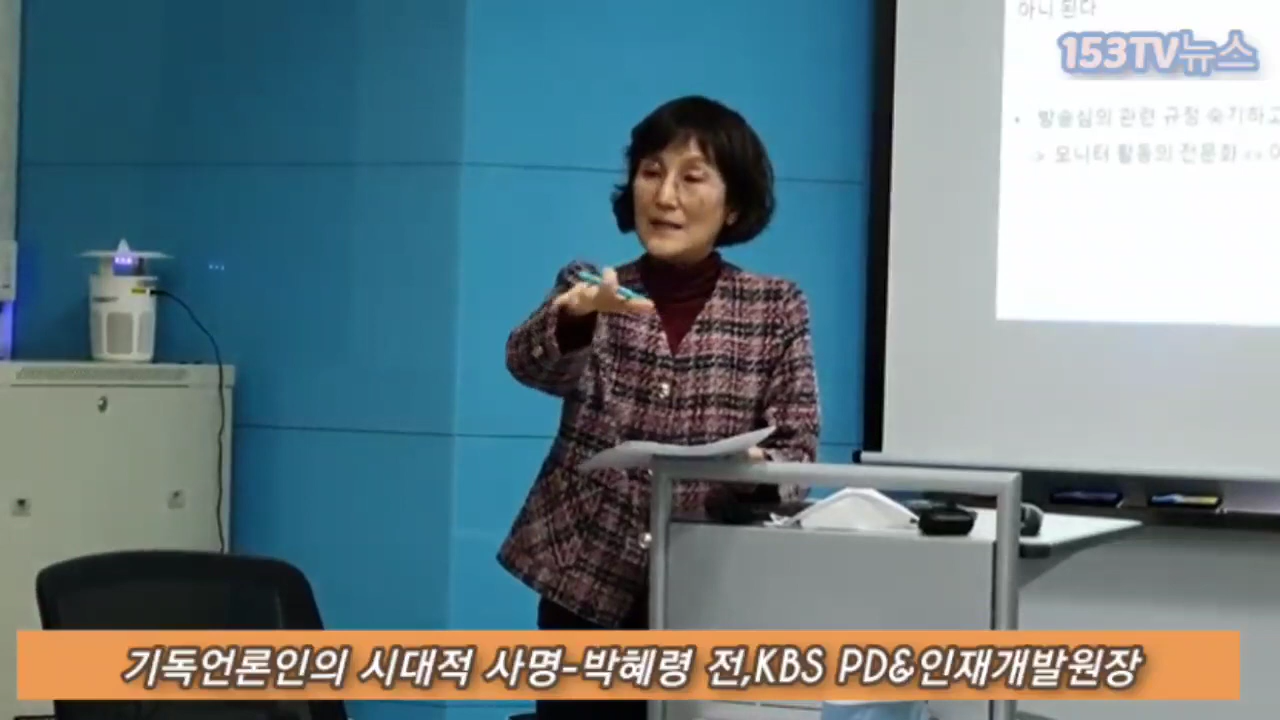 아니 된다
153TV뉴스
• 방송심의 관련 규정 숙기하고
-> 모니터 활동의 전문화
기독언론인의 시대적 사명-박혜령 전,KBS PD&인재개발원장